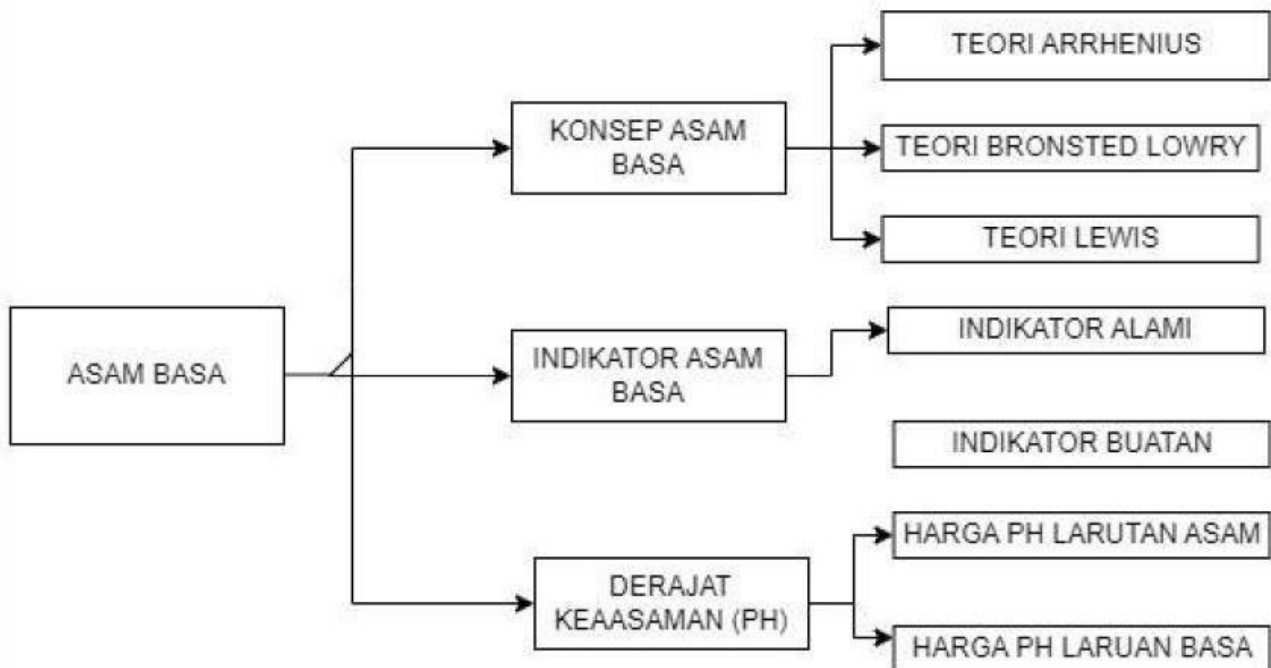 TEORI ARRHENIUS
KONSEP ASAM
BASA
TEORI BRONSTED LOWRY
TEORI LEWIS
ASAM BASA
INDIKATOR ASAM
BASA
INDIKATOR ALAMI
INDIKATOR BUATAN
DERAJAT
KEAASAMAN (PH)
HARGA PH LARUTAN ASAM
HARGA PH LARUAN BASA